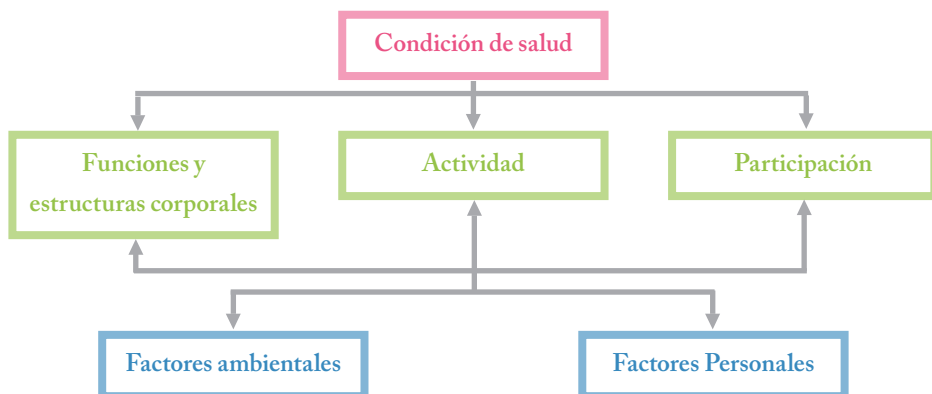 Condición de salud
Funciones y
estructuras corporales
Actividad
Participación
Factores ambientales
Factores Personales